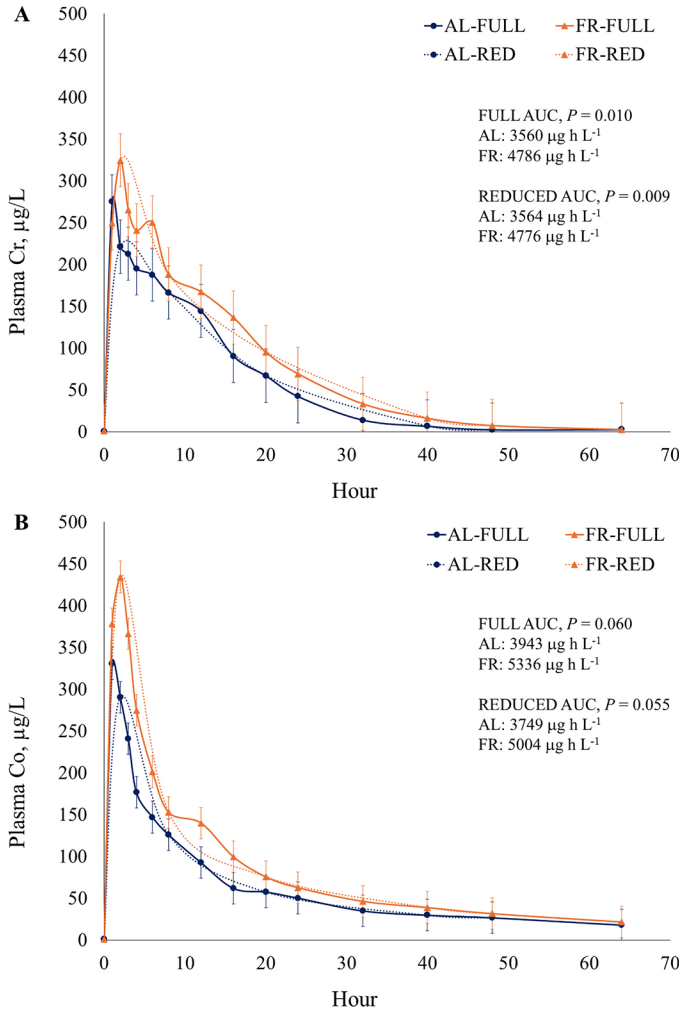 A
500
450
400
350
300
250
200
150
100
50
0
Plasma Cr, µg/L
AL-FULL FR-FULL
AL-RED FR-RED
FULL AUC, P = 0.010
AL: 3560 µg h L-1
FR: 4786 µg h L-1
REDUCED AUC, P = 0.009
AL: 3564 µg h L-1
FR: 4776 µg h L-1
0 10 20 30 40 50 60 70
Hour
B
500
450
400
350
300
250
200
150
100
50
0
Plasma Co, µg/L
AL-FULL FR-FULL
AL-RED FR-RED
FULL AUC, P = 0.060
AL: 3943 µg h L-1
FR: 5336 µg h L-1
REDUCED AUC, P = 0.055
AL: 3749 µg h L-1
FR: 5004 µg h L-1
0 10 20 30 40 50 60 70
Hour